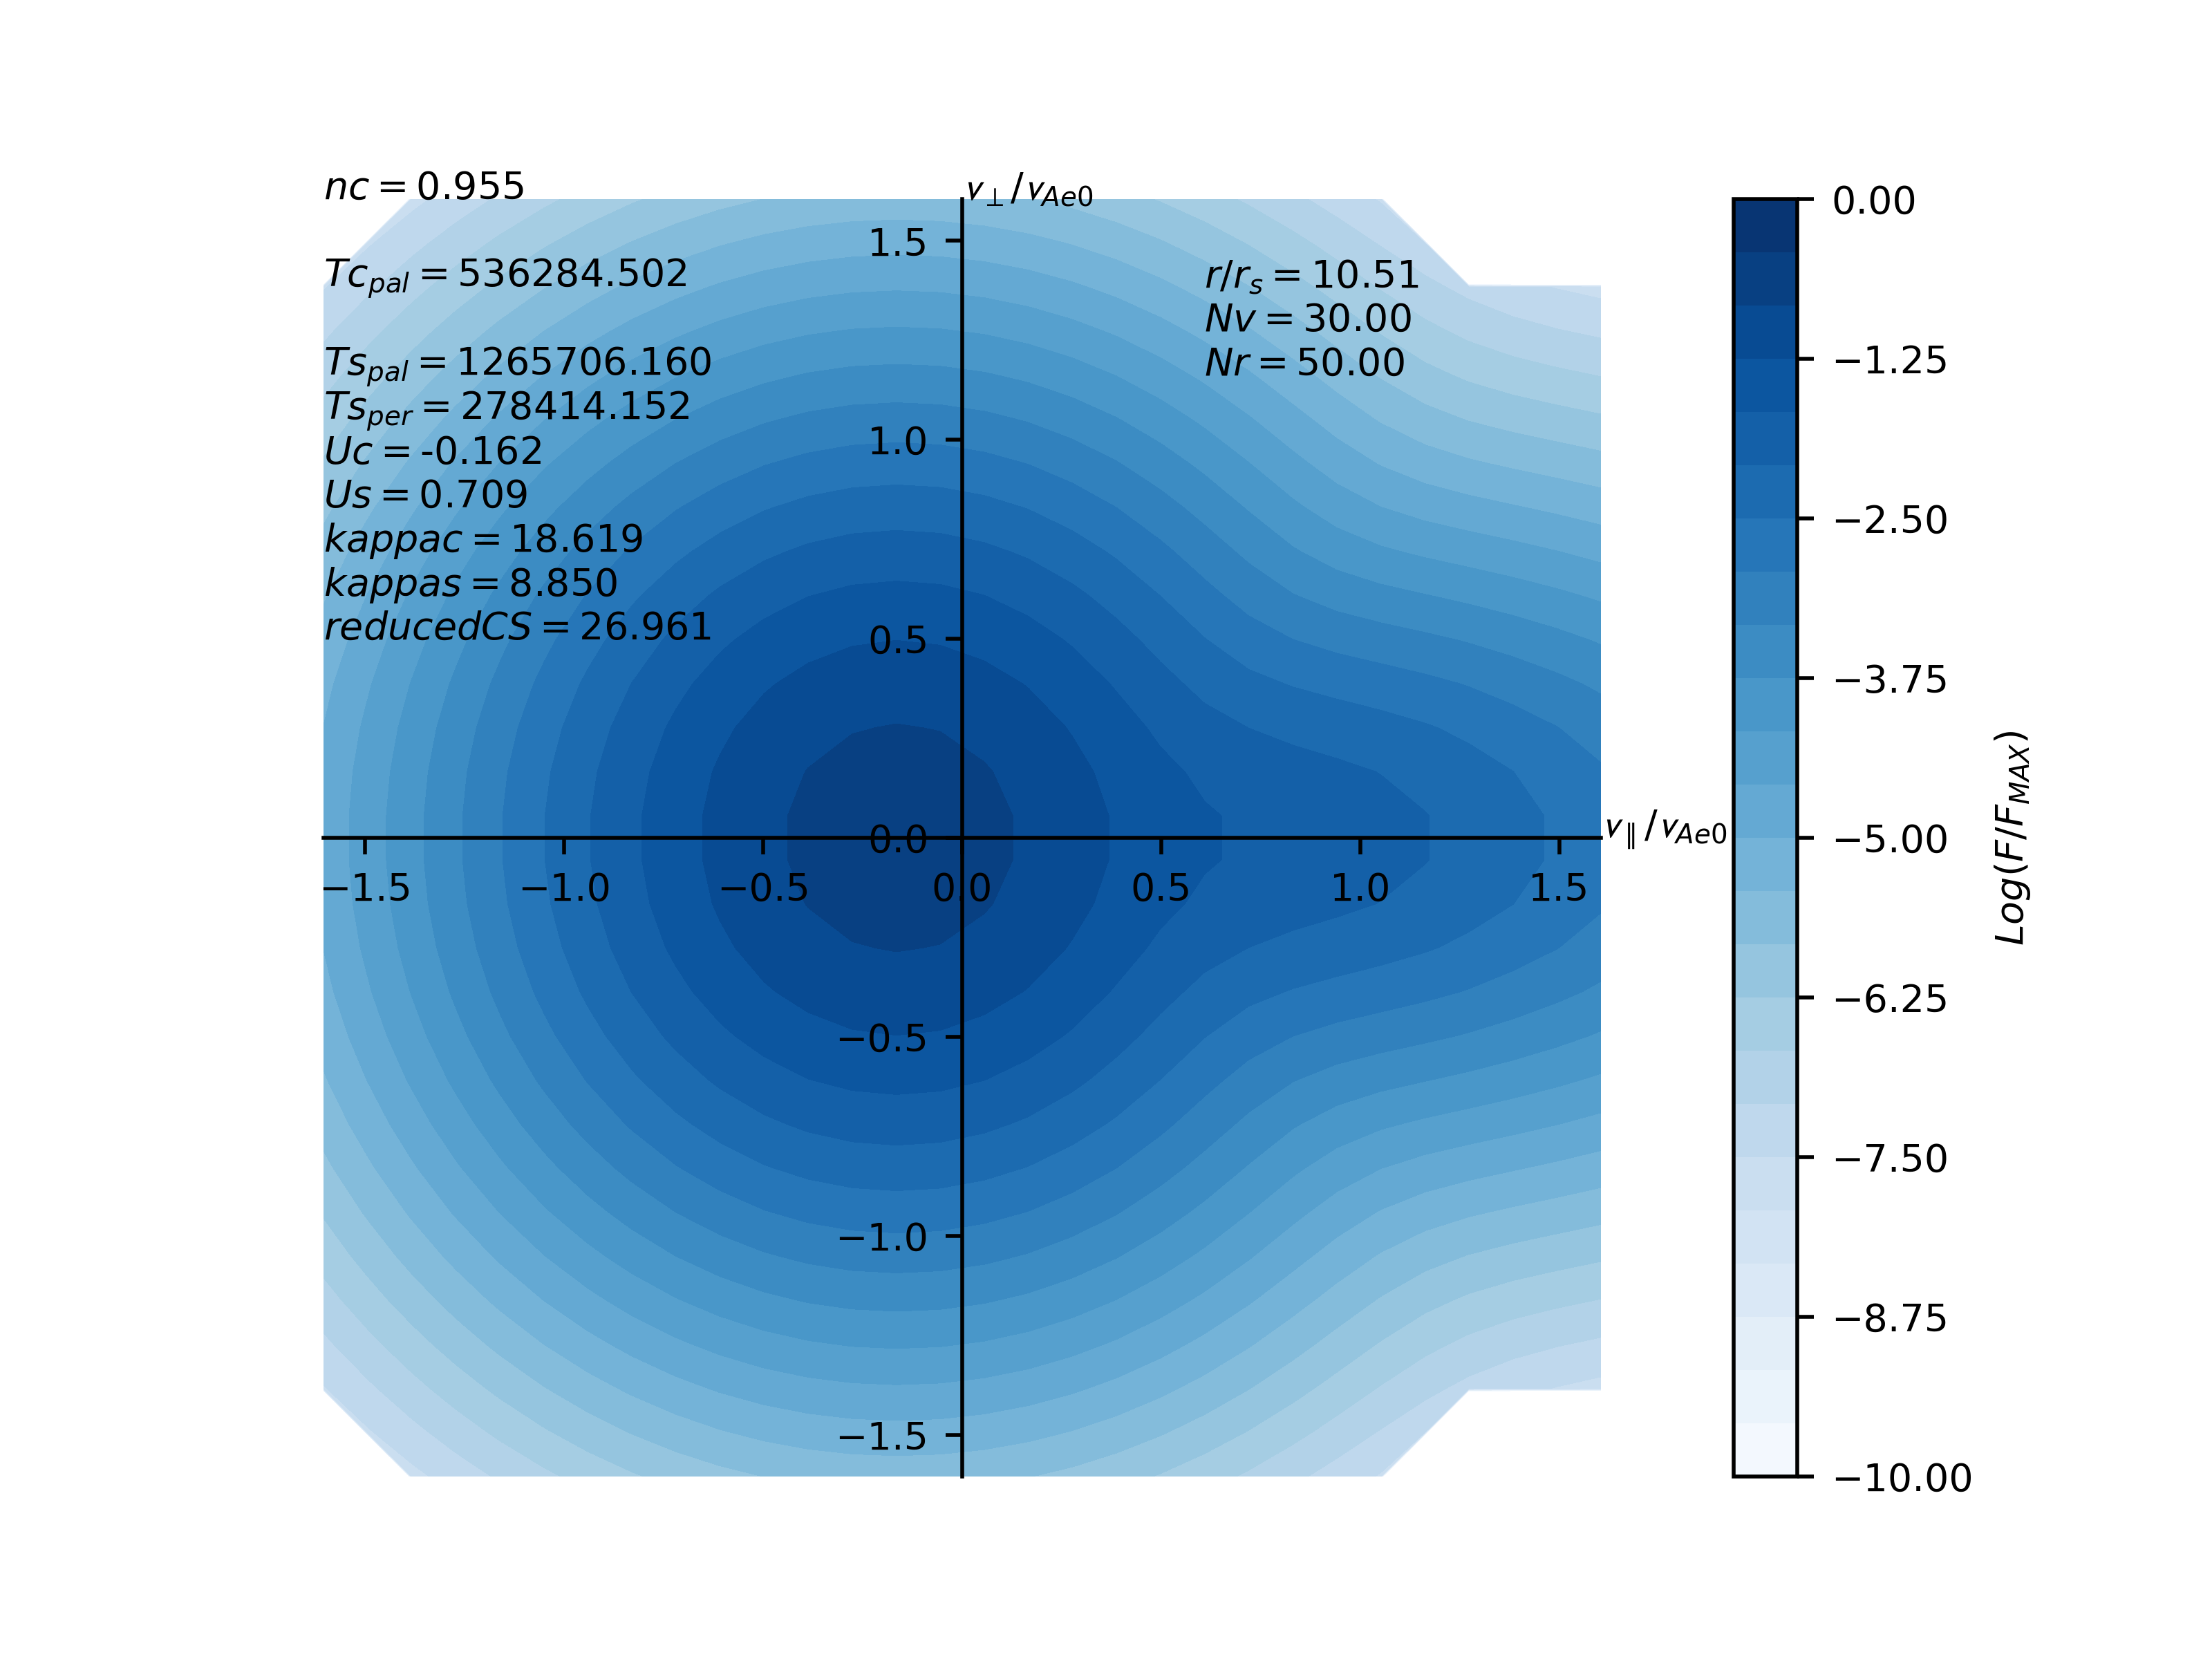 nc = 0.955
v⊥/vAe0
Tcpal = 536284.502
Tspal = 1265706.160
Tsper = 278414.152
Uc = -0.162
Us = 0.709
kappac = 18.619
kappas = 8.850
reducedCS = 26.961
r/rs = 10.51
Nv = 30.00
Nr = 50.00
1.5
1.0
0.5
0.0
−0.5
−1.0
−1.5
−1.5 −1.0 −0.5 0.0 0.5 1.0 1.5
v∥/vAe0
0.00
−1.25
−2.50
−3.75
−5.00
−6.25
−7.50
−8.75
−10.00
Log(F/FMAX)